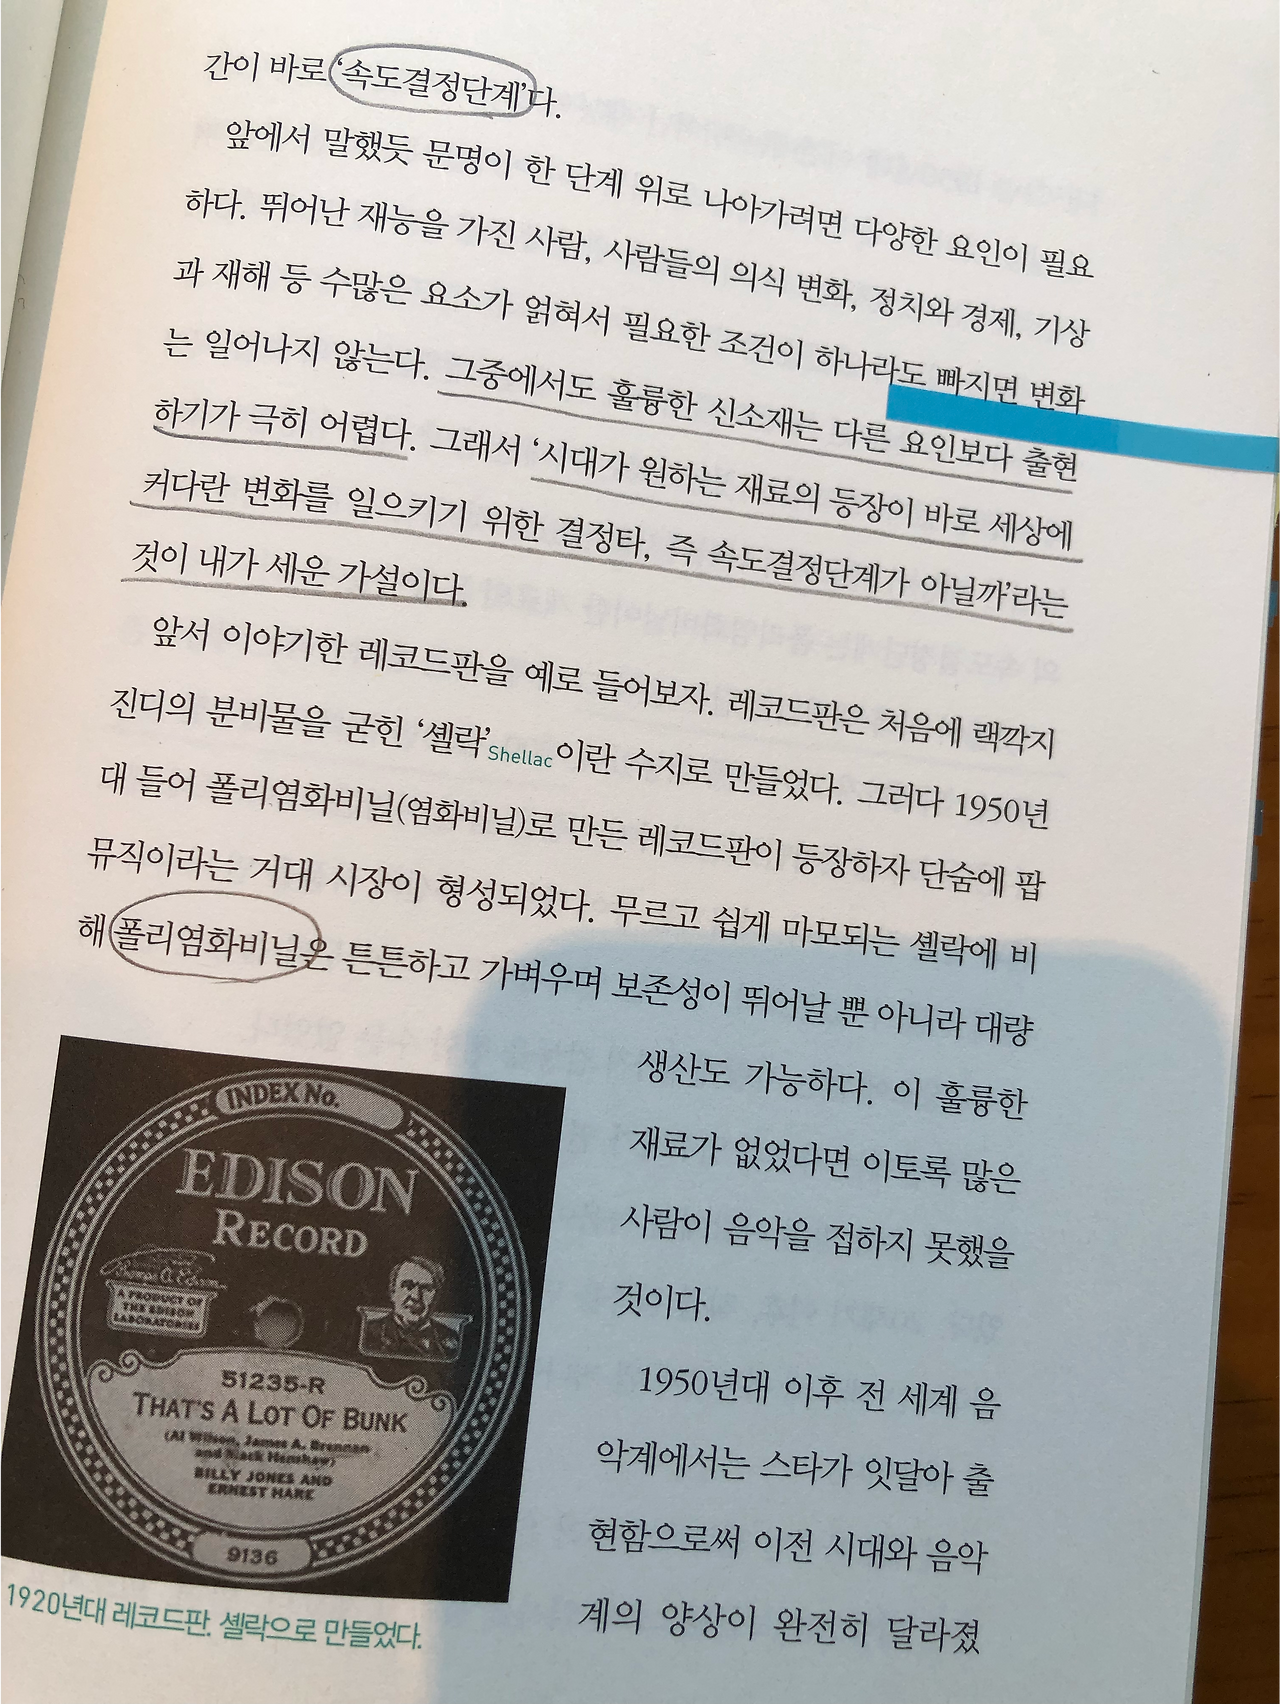 간이 바로 ‘속도결정단계’다.
앞에서 말했듯 문명이 한 단계 위로 나아가려면 다양한 요인이 필요
하다. 뛰어난 재능을 가진 사람, 사람들의 의식 변화, 정치와 경제, 기상
과 재해 등 수많은 요소가 얽혀서 필요한 조건이 하나라도 빠지면 변화
는 일어나지 않는다. 그중에서도 훌륭한 신소재는 다른 요인보다 출현
하기가 극히 어렵다. 그래서 ‘시대가 원하는 재료의 등장이 바로 세상에
커다란 변화를 일으키기 위한 결정타, 즉 속도결정단계가 아닐까’라는
것이 내가 세운 가설이다.
앞서 이야기한 레코드판을 예로 들어보자. 레코드판은 처음에 랙깍지
진디의 분비물을 굳힌 ‘셸락’Shellac이란 수지로 만들었다. 그러다 1950년
대 들어 폴리염화비닐(염화비닐)로 만든 레코드판이 등장하자 단숨에 팝
뮤직이라는 거대 시장이 형성되었다. 무르고 쉽게 마모되는 셸락에 비
해 폴리염화비닐은 튼튼하고 가벼우며 보존성이 뛰어날 뿐 아니라 대량
생산도 가능하다. 이 훌륭한
재료가 없었다면 이토록 많은
사람이 음악을 접하지 못했을
것이다.
1950년대 이후 전 세계 음
악계에서는 스타가 잇달아 출
현함으로써 이전 시대와 음악
계의 양상이 완전히 달라졌
INDEX No.
EDISON
RECORD
Thomas A. Edison
A PRODUCT OF
THE EDISON
LABORATORIES
51235-R
THAT'S A LOT OF BUNK
(Al Wilson, James A. Brennan
and Mack Henshaw)
BILLY JONES AND
ERNEST HARE
9136
1920년대 레코드판. 셸락으로 만들었다.